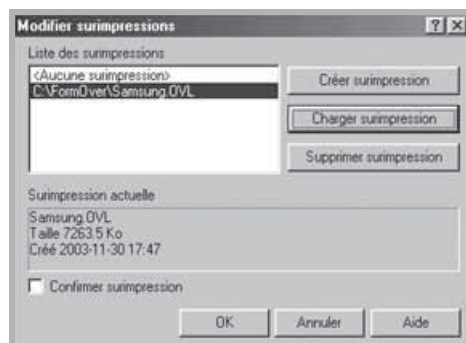 Modifier surimpressions
Liste des surimpressions
<Aucune surimpression>
C:\FormOver\Samsung.OVL
Créer surimpression
Charger surimpression
Supprimer surimpression
Surimpression actuelle
Samsung.OVL
Taille 7263.5 Ko
Créé 2003-11-30 17:47
Confirmer surimpression
OK Annuler Aide